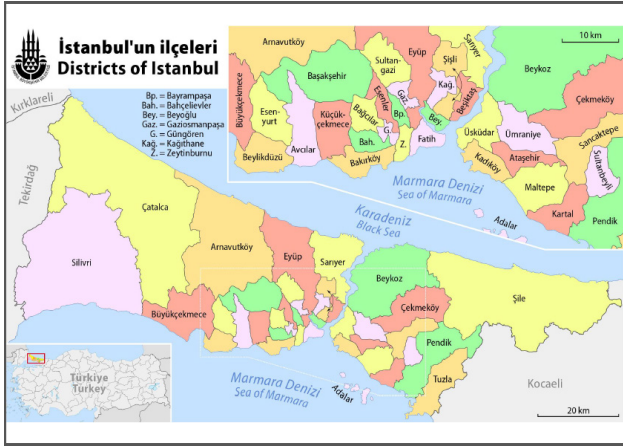 İstanbul'un ilçeleri
Districts of Istanbul
Bp. = Bayrampaşa
Bah. = Bahçelievler
Bey. = Beyoğlu
Gaz. = Gaziosmanpaşa
G. = Güngören
Kağ. = Kağıthane
Z. = Zeytinburnu
Kırklareli
Tekirdağ
Silivri
Çatalca
Arnavutköy
Büyükçekmece
Eyüp
Sarıyer
Beykoz
Çekmeköy
Şile
Pendik
Tuzla
Kocaeli
Adalar
Karadeniz
Black Sea
Marmara Denizi
Sea of Marmara
20 km
Türkiye
Turkey
10 km
Arnavutköy
Eyüp
Sarıyer
Şişli
Sultan-
gazi
Başakşehir
Büyükçekmece
Esen-
yurt
Küçük-
çekmece
Bağcılar
Esenler
Gaz.
Kağ.
Beşiktaş
Bp.
Bey.
G.
Bah.
Z.
Fatih
Avcılar
Beylikdüzü
Bakırköy
Beykoz
Çekmeköy
Üsküdar
Ümraniye
Sancaktepe
Kadıköy
Ataşehir
Sultanbeyli
Maltepe
Kartal
Pendik
Adalar
Marmara Denizi
Sea of Marmara